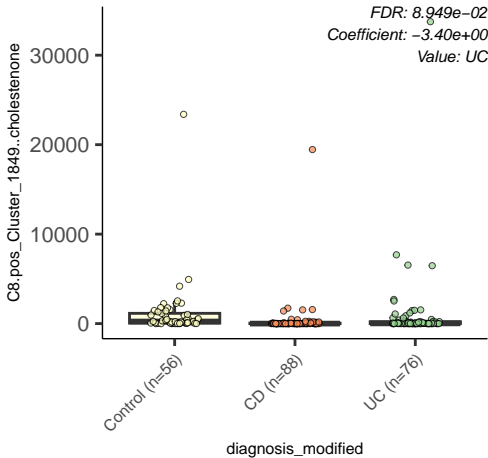 FDR: 8.949e−02
Coefficient: −3.40e+00
Value: UC
C8.pos_Cluster_1849..cholestenone
30000
20000
10000
0
Control (n=56)
CD (n=88)
UC (n=76)
diagnosis_modified